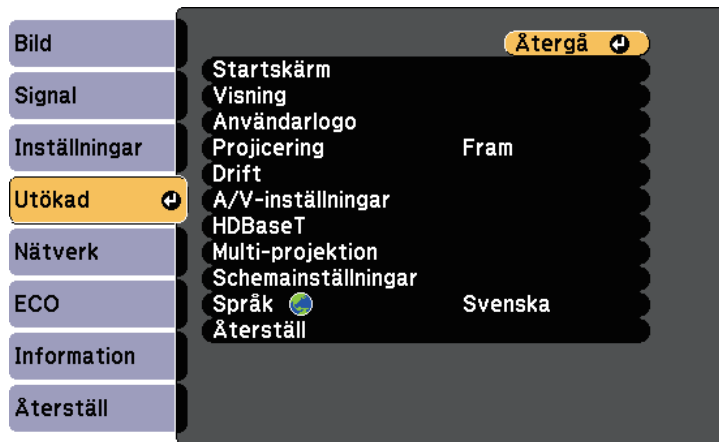 Bild
Signal
Inställningar
Utökad
Nätverk
ECO
Information
Återställ
Återgå
Startskärm
Visning
Användarlogo
Projicering Fram
Drift
A/V-inställningar
HDBaseT
Multi-projektion
Schemainställningar
Språk Svenska
Återställ